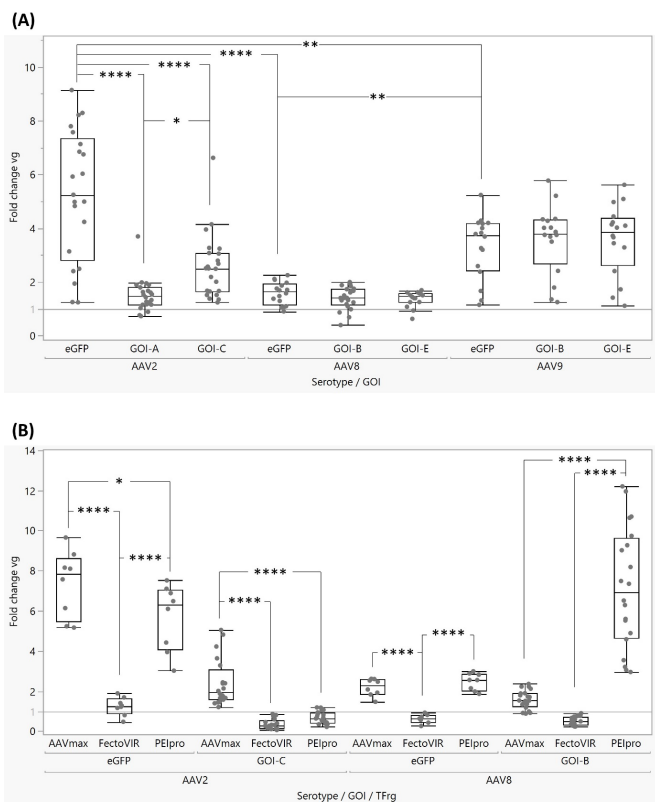 (A)
**
****
****
****
**
*
Fold change vg
10
8
6
4
2
1
0
eGFP GOI-A GOI-C eGFP GOI-B GOI-E eGFP GOI-B GOI-E
AAV2 AAV8 AAV9
Serotype / GOI
(B)
14
12
10
8
6
4
2
1
0
Fold change vg
****
****
*
****
****
****
****
****
****
AAVmax FectoVIR PEIpro AAVmax FectoVIR PEIpro AAVmax FectoVIR PEIpro AAVmax FectoVIR PEIpro
eGFP GOI-C eGFP GOI-B
AAV2 AAV8
Serotype / GOI / TFrg